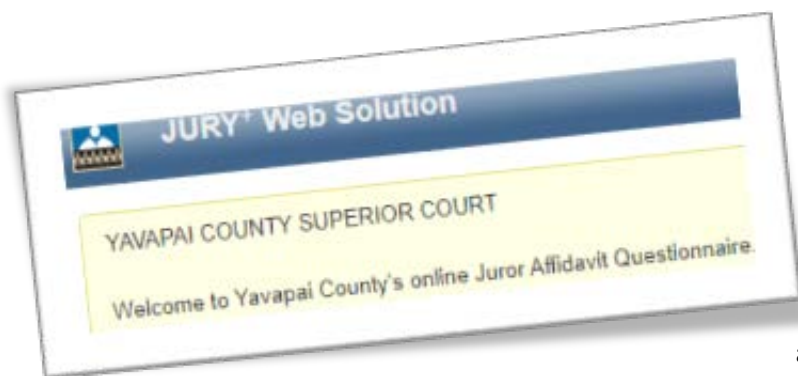 JURY+ Web Solution
YAVAPAI COUNTY SUPERIOR COURT
Welcome to Yavapai County's online Juror Affidavit Questionnaire.